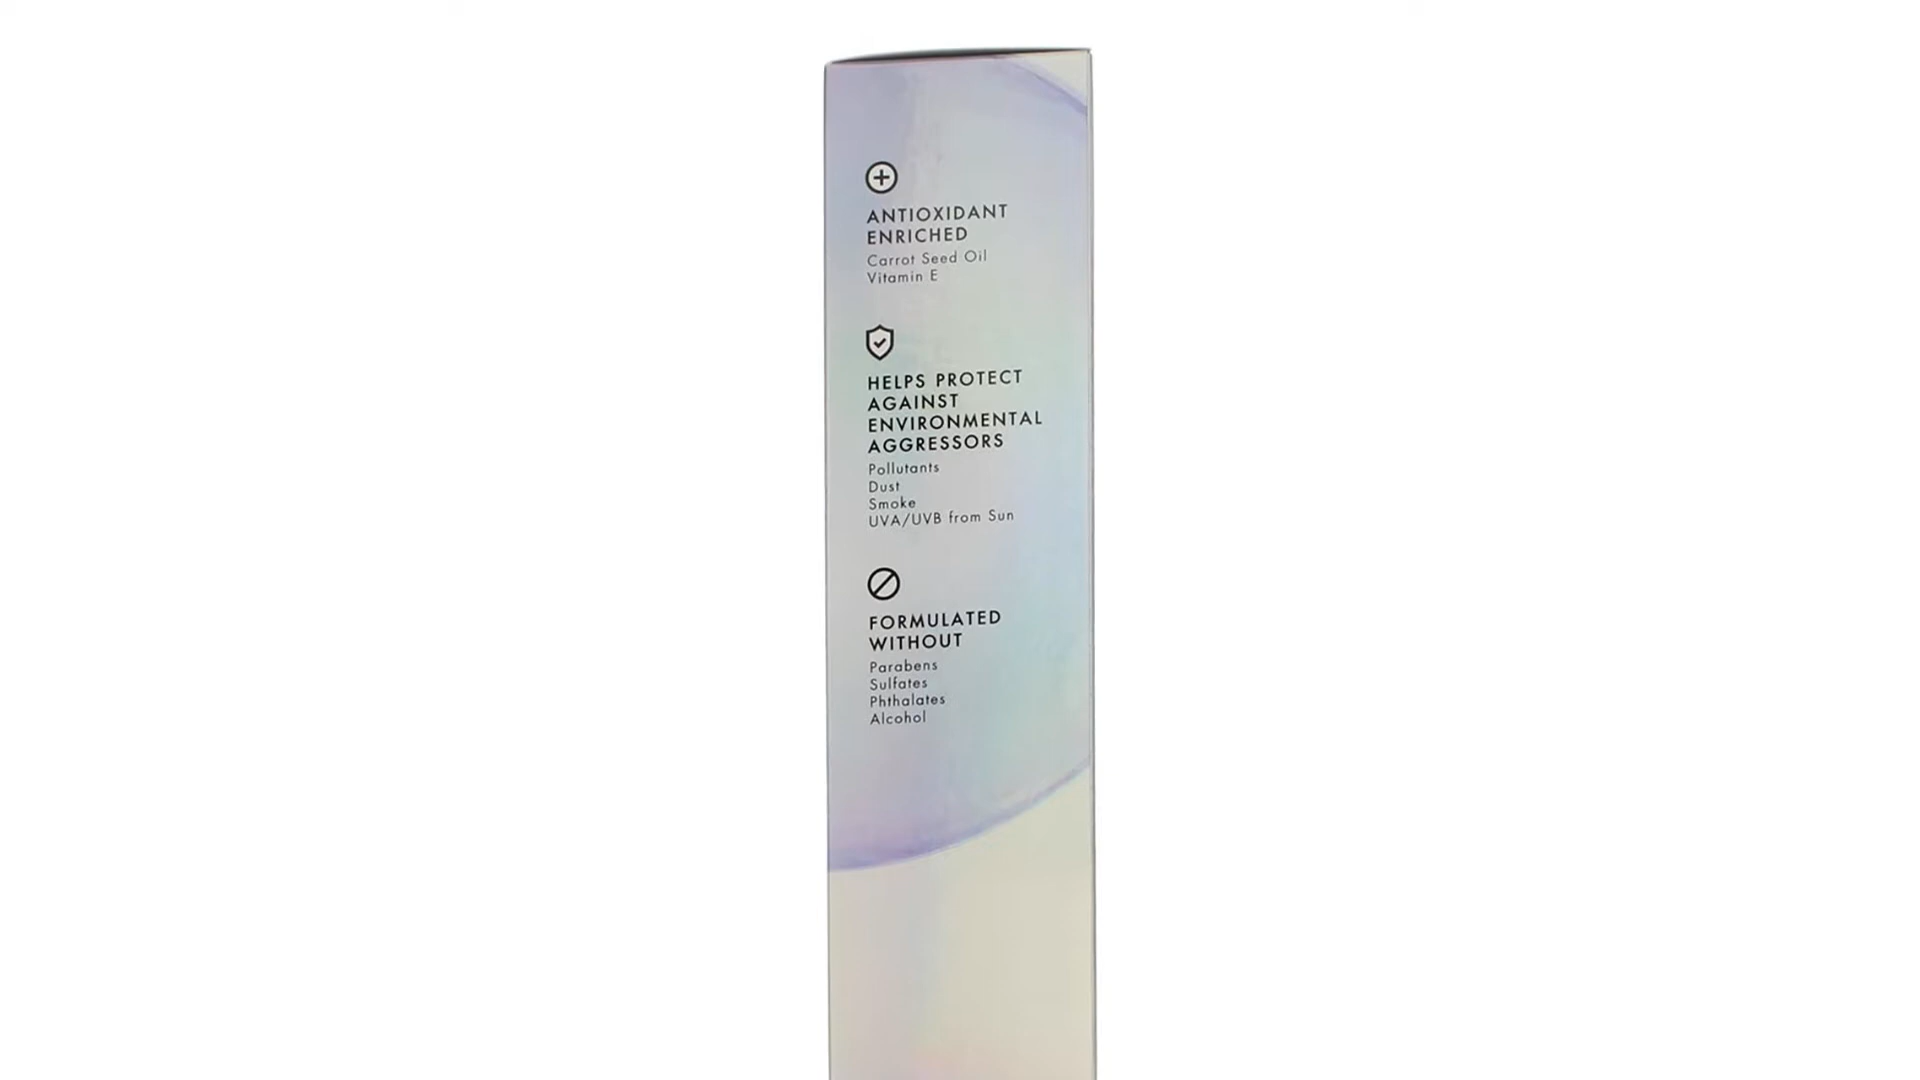 ANTIOXIDANT
ENRICHED
Carrot Seed Oil
Vitamin E
HELPS PROTECT
AGAINST
ENVIRONMENTAL
AGGRESSORS
Pollutants
Dust
Smoke
UVA/UVB from Sun
FORMULATED
WITHOUT
Parabens
Sulfates
Phthalates
Alcohol